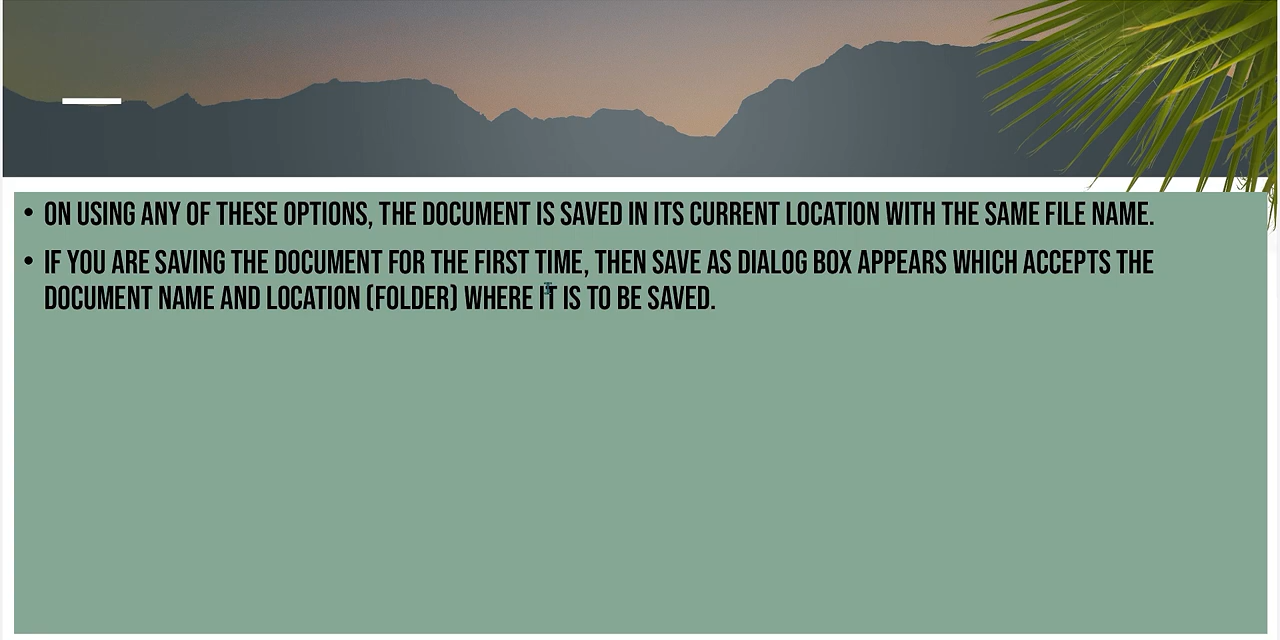 • ON USING ANY OF THESE OPTIONS, THE DOCUMENT IS SAVED IN ITS CURRENT LOCATION WITH THE SAME FILE NAME.
• IF YOU ARE SAVING THE DOCUMENT FOR THE FIRST TIME, THEN SAVE AS DIALOG BOX APPEARS WHICH ACCEPTS THE
DOCUMENT NAME AND LOCATION (FOLDER) WHERE IT IS TO BE SAVED.